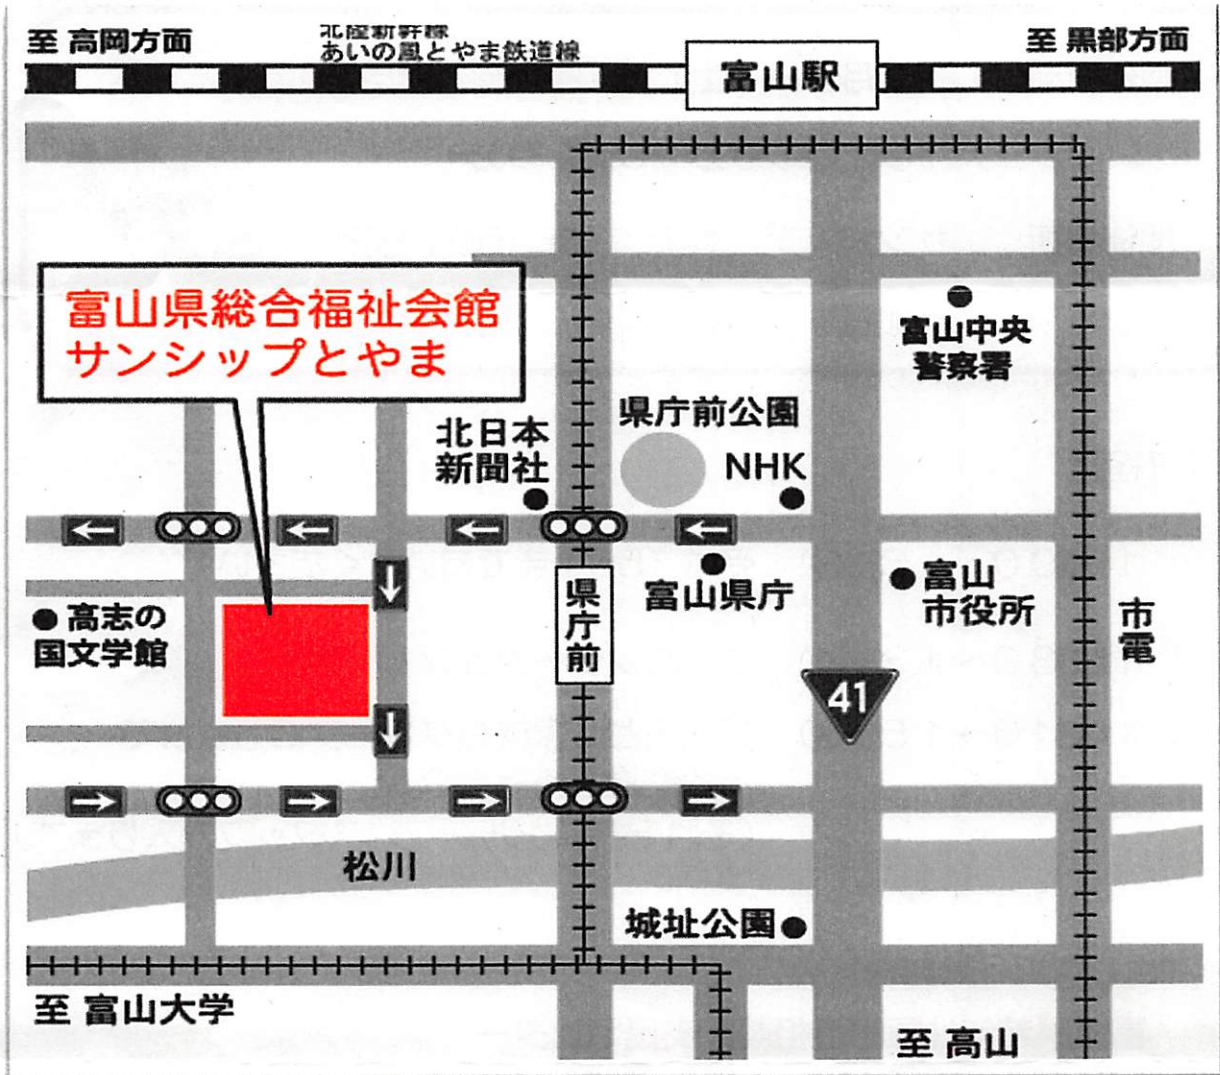 至 高岡方面
北陸新幹線
あいの風とやま鉄道線
至 黒部方面
富山駅
富山県総合福祉会館
サンシップとやま
富山中央
警察署
県庁前公園
北日本
新聞社
NHK
県庁前
富山県庁
富山
市役所
高志の
国文学館
市電
41
松川
城址公園
至 富山大学
至 高山